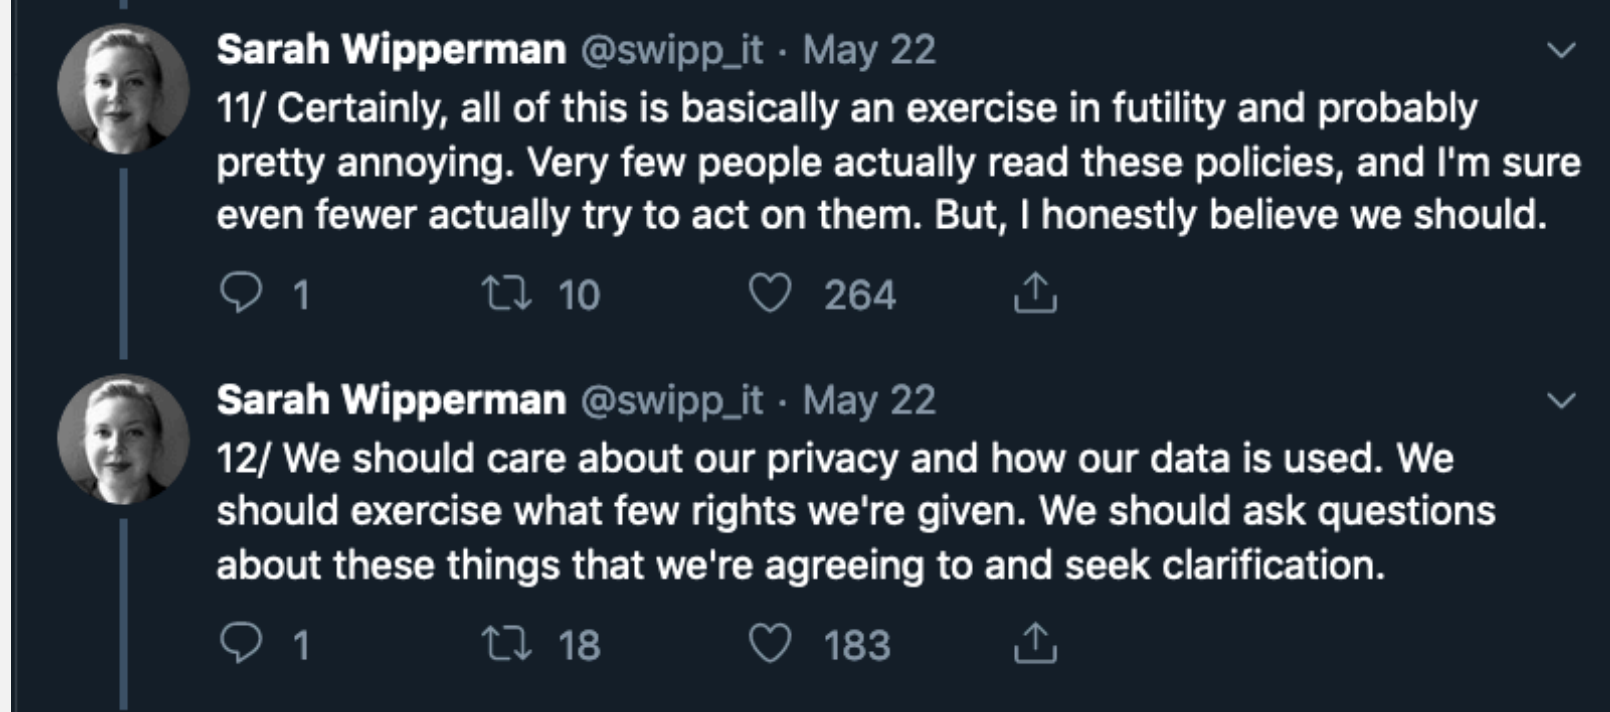 Sarah Wipperman @swipp_it · May 22
11/ Certainly, all of this is basically an exercise in futility and probably
pretty annoying. Very few people actually read these policies, and I'm sure
even fewer actually try to act on them. But, I honestly believe we should.
1 10 264
Sarah Wipperman @swipp_it · May 22
12/ We should care about our privacy and how our data is used. We
should exercise what few rights we're given. We should ask questions
about these things that we're agreeing to and seek clarification.
1 18 183